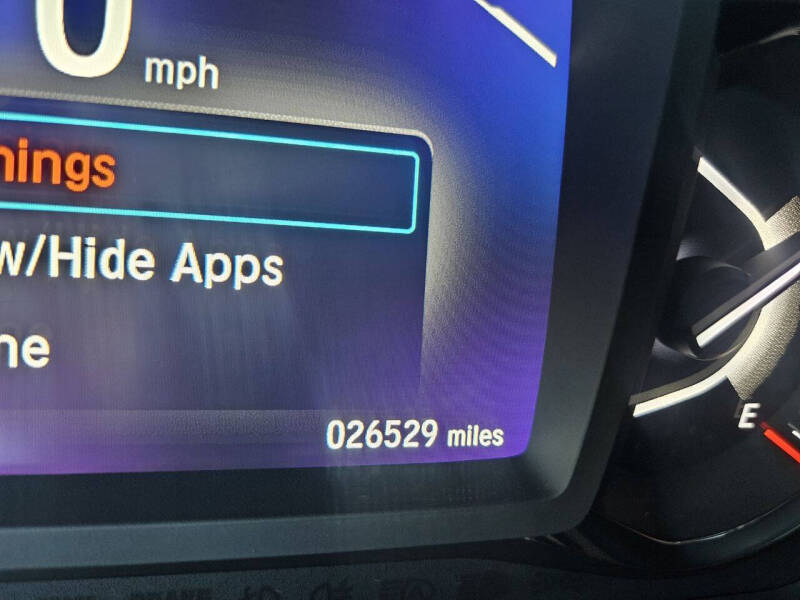 0 mph
nings
w/Hide Apps
ne
026529 miles
E